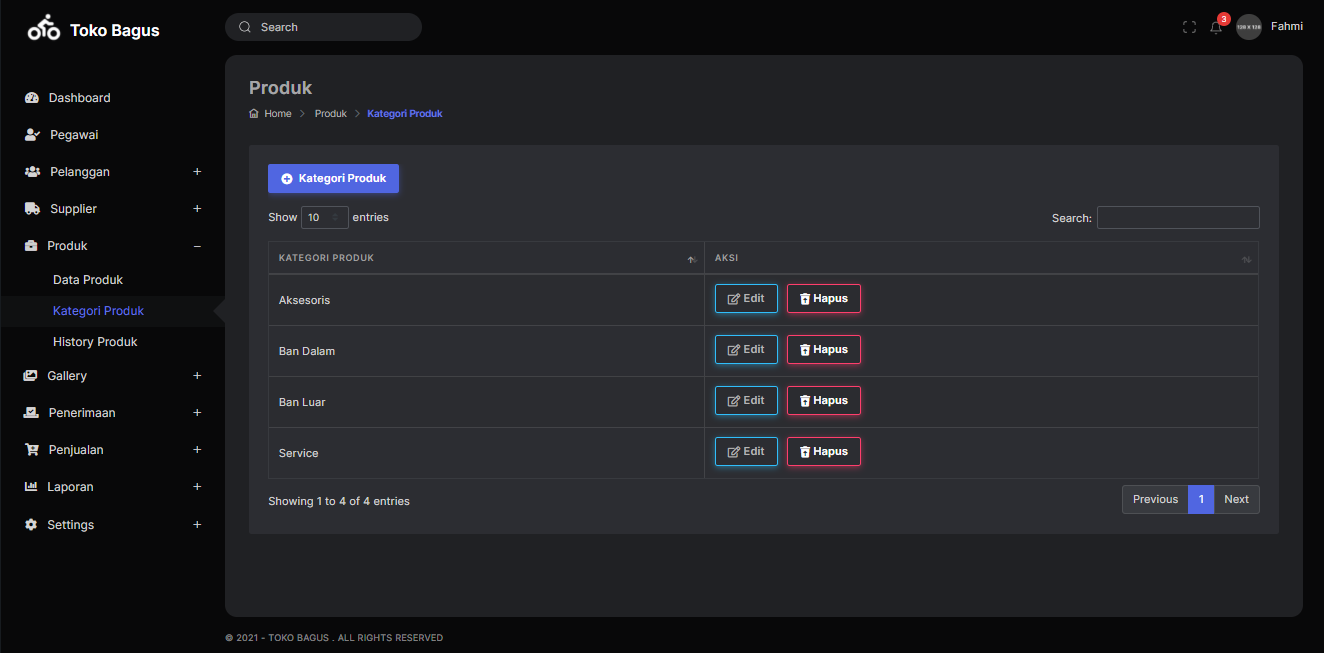 Toko Bagus
Search
3
128 X 128
Fahmi
Dashboard
Pegawai
Pelanggan +
Supplier +
Produk −
Data Produk
Kategori Produk
History Produk
Gallery +
Penerimaan +
Penjualan +
Laporan +
Settings +
Produk
Home > Produk > Kategori Produk
Kategori Produk
Show 10 entries
Search:
KATEGORI PRODUK AKSI
Aksesoris Edit Hapus
Ban Dalam Edit Hapus
Ban Luar Edit Hapus
Service Edit Hapus
Showing 1 to 4 of 4 entries
Previous 1 Next
© 2021 - TOKO BAGUS . ALL RIGHTS RESERVED